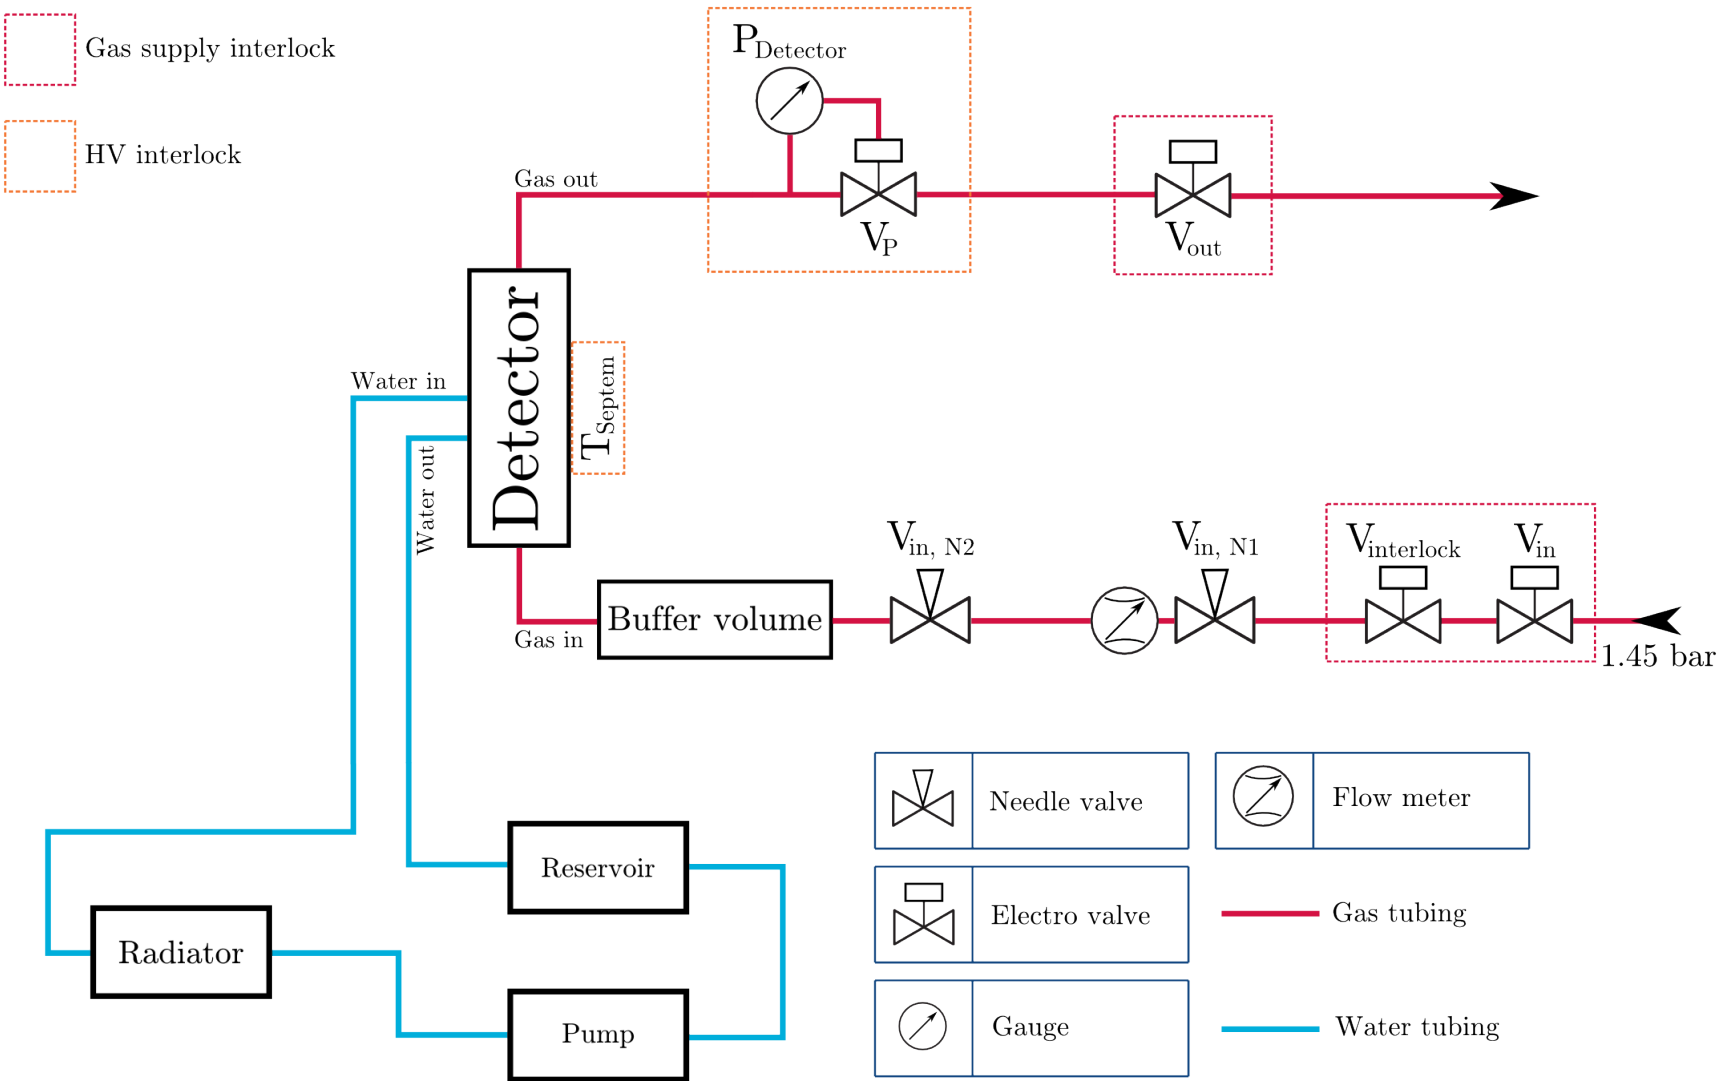 Gas supply interlock
HV interlock
P_Detector
V_P
V_out
Gas out
Detector
T_Septem
Water in
Water out
Gas in
Buffer volume
V_in, N2
V_in, N1
V_interlock
V_in
1.45 bar
Reservoir
Radiator
Pump
Needle valve
Flow meter
Electro valve
Gas tubing
Gauge
Water tubing